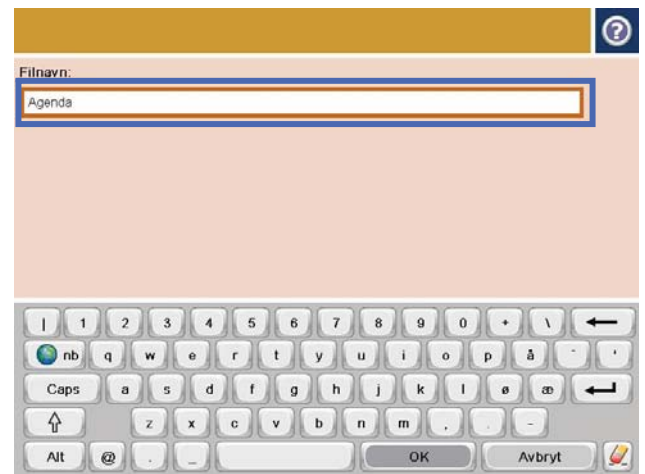 ?
Filnavn:
Agenda
| 1 2 3 4 5 6 7 8 9 0 + \
nb q w e r t y u i o p å ¨ '
Caps a s d f g h j k l ø æ
z x c v b n m , . -
Alt @ . _ OK Avbryt